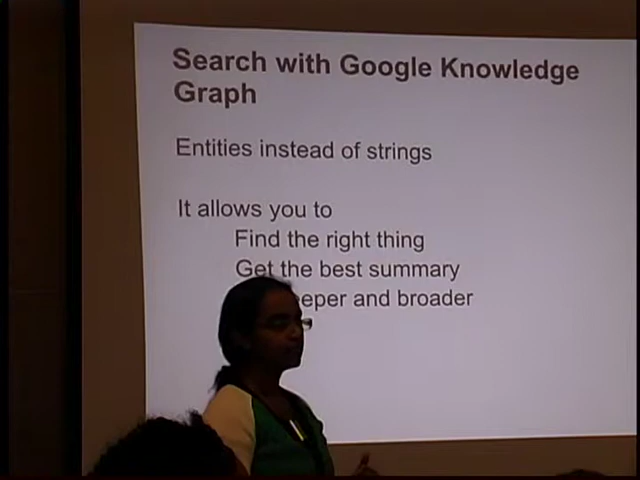 Search with Google Knowledge
Graph
Entities instead of strings
It allows you to
Find the right thing
Get the best summary
eeper and broader